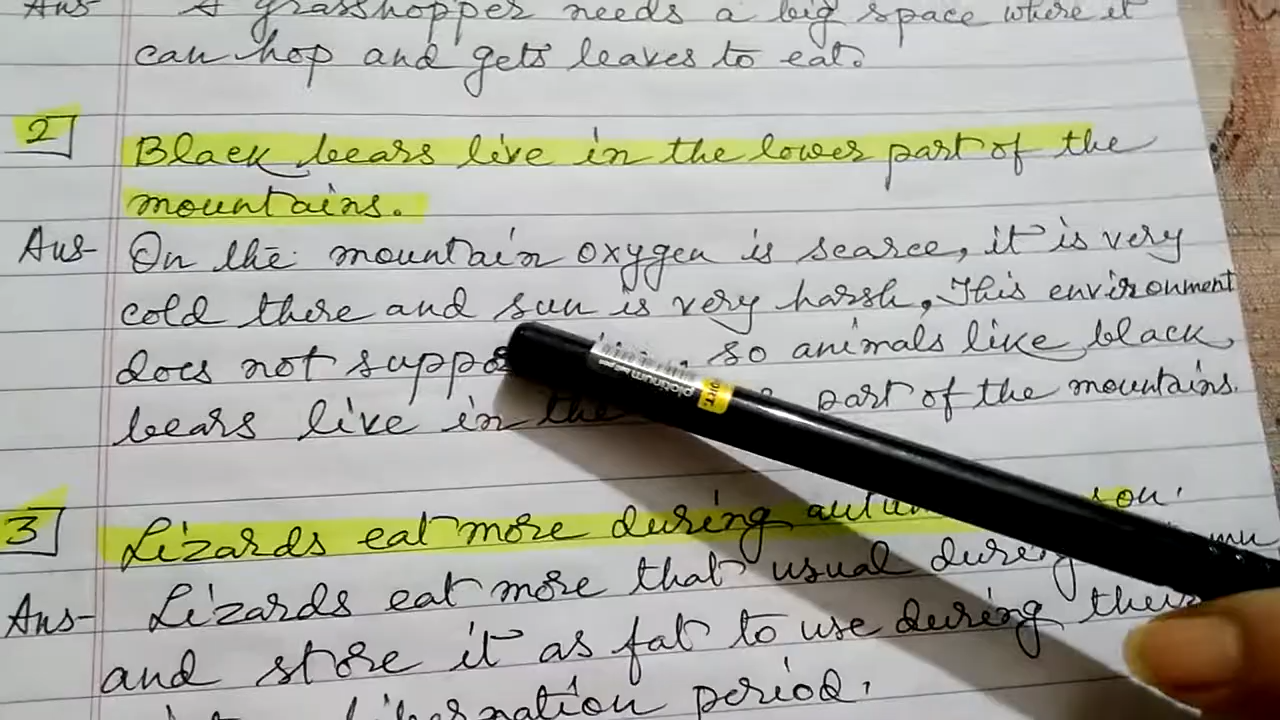 Ans- A grasshopper needs a big space where it
can hop and gets leaves to eat.
2 Black bears live in the lower part of the
mountains.
Ans- On the mountain oxygen is scarce, it is very
cold there and sun is very harsh, This environment
does not so animals like black
bears live in the part of the mountains.
3 Lizards eat more during
Ans- Lizards eat more that usual during
and store it as fat to use during their
hibernation period.
platinum